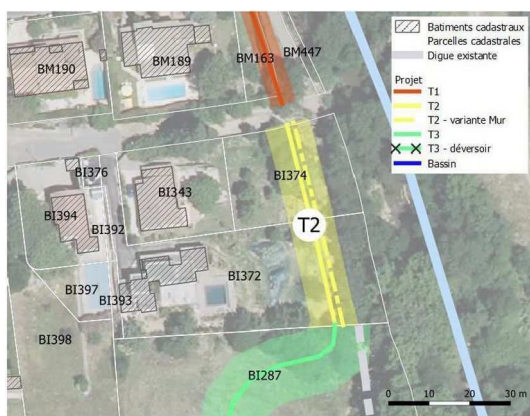 Batiments cadastraux
Parcelles cadastrales
Digue existante
Projet
T1
T2
T2 - variante Mur
T3
T3 - déversoir
Bassin
BM190
BM189
BM163
BM447
BI376
BI343
BI374
BI394
BI392
T2
BI372
BI397
BI393
BI398
BI287
0 10 20 30 m